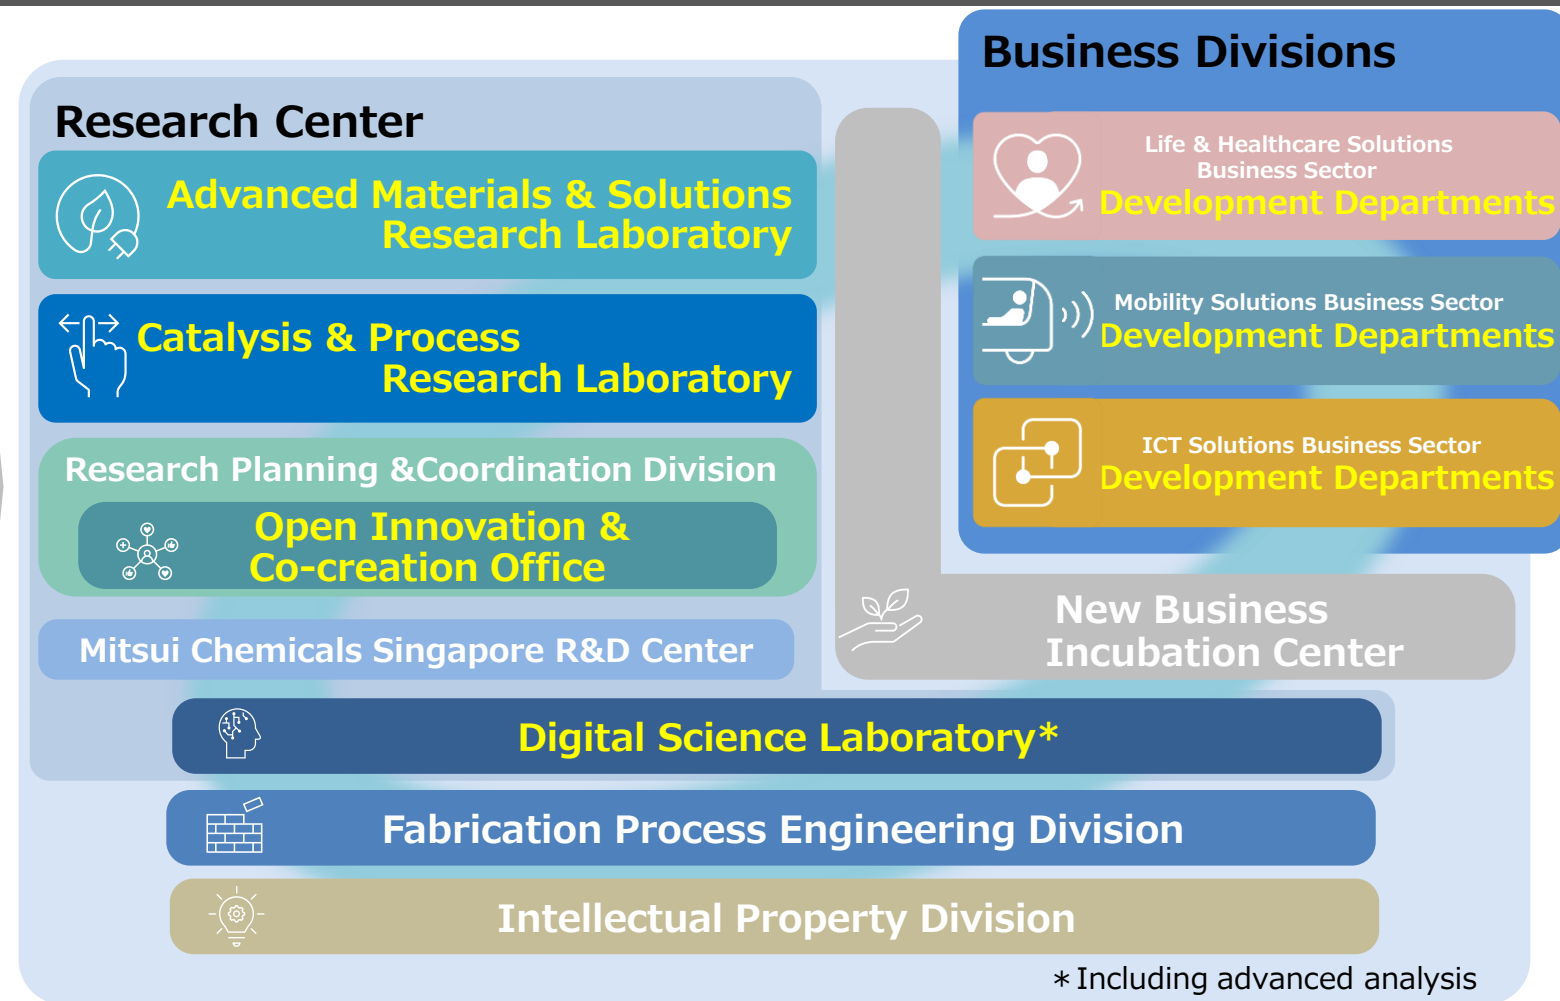 Research Center
Advanced Materials & Solutions
Research Laboratory
Catalysis & Process
Research Laboratory
Research Planning &Coordination Division
Open Innovation &
Co-creation Office
Mitsui Chemicals Singapore R&D Center
Business Divisions
Life & Healthcare Solutions
Business Sector
Development Departments
Mobility Solutions Business Sector
Development Departments
ICT Solutions Business Sector
Development Departments
New Business
Incubation Center
Digital Science Laboratory*
Fabrication Process Engineering Division
Intellectual Property Division
*Including advanced analysis